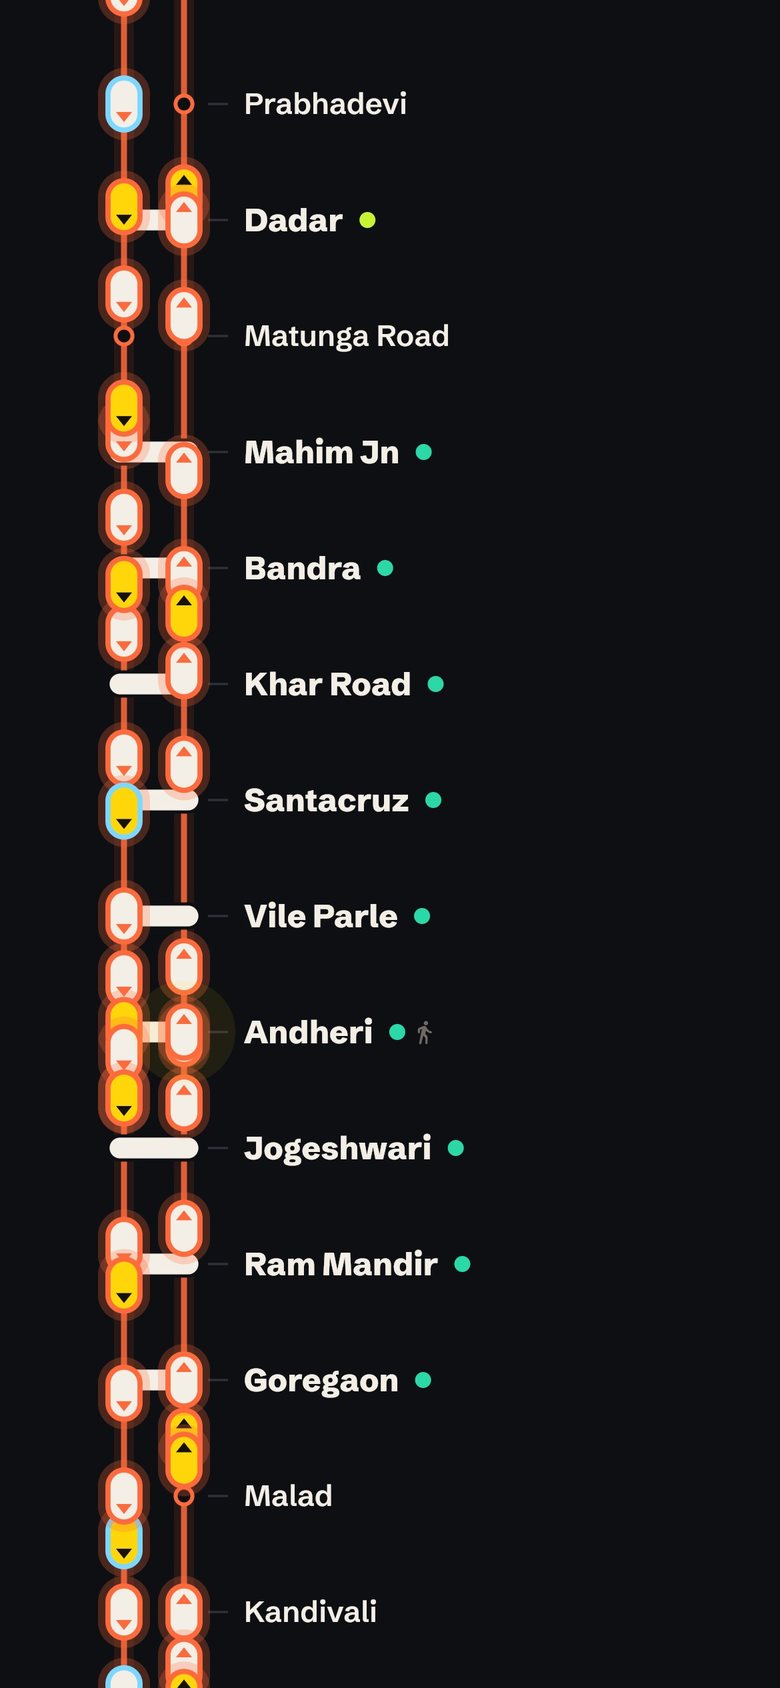 Prabhadevi
Dadar
Matunga Road
Mahim Jn
Bandra
Khar Road
Santacruz
Vile Parle
Andheri
Jogeshwari
Ram Mandir
Goregaon
Malad
Kandivali